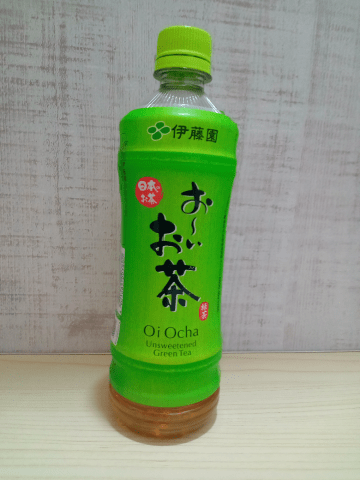 伊藤園
日本の
お茶
お〜い
お茶
緑茶
Oi Ocha
Unsweetened
Green Tea